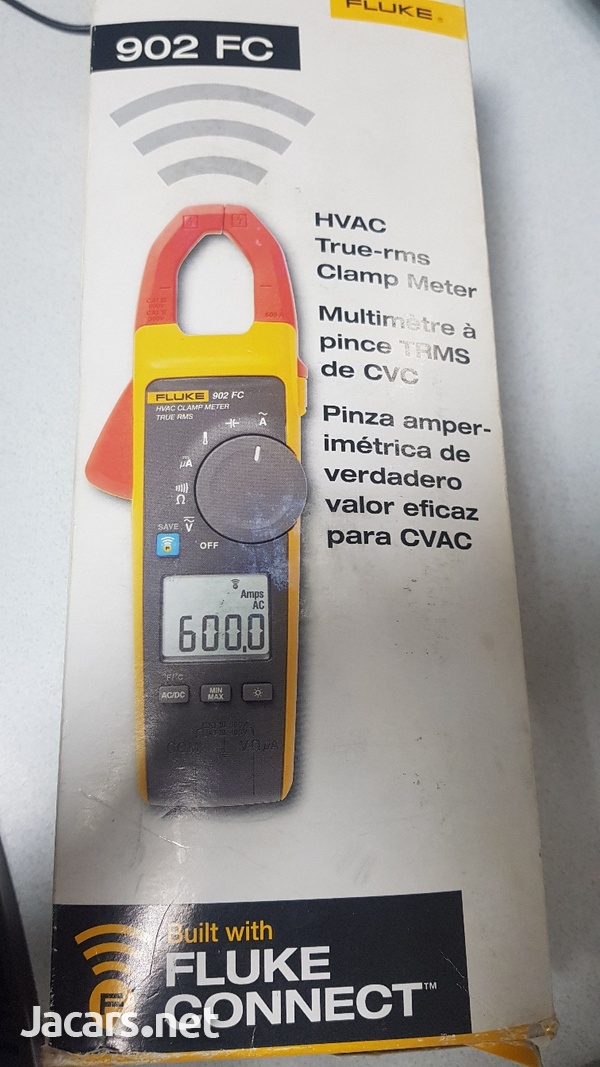 FLUKE®
902 FC
HVAC
True-rms
Clamp Meter
Multimètre à
pince TRMS
de CVC
Pinza amper-
imétrica de
verdadero
valor eficaz
para CVAC
FLUKE 902 FC
HVAC CLAMP METER
TRUE RMS
Ã
µA
Ω
SAVE
V
OFF
Amps
AC
600.0
F/°C
AC/DC
MIN
MAX
Built with
FLUKE
CONNECT™
Jacars.net